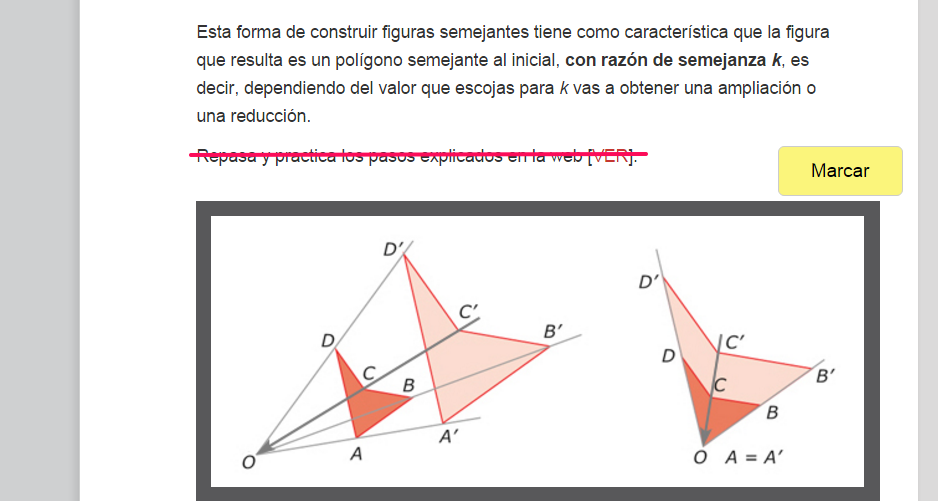 Esta forma de construir figuras semejantes tiene como característica que la figura
que resulta es un polígono semejante al inicial, con razón de semejanza k, es
decir, dependiendo del valor que escojas para k vas a obtener una ampliación o
una reducción.
Repasa y practica los pasos explicados en la web [VER].
Marcar
D'
C'
B'
D
C
B
A'
A
O
D'
C'
D
B'
C
B
O A = A'